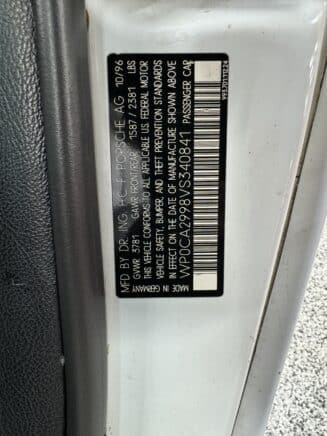 MFD BY DR. ING. H.C. F. PORSCHE AG 10/96
GVWR 3781 GAWR FRONT/REAR 1587 / 2381 LBS
THIS VEHICLE CONFORMS TO ALL APPLICABLE U.S. FEDERAL MOTOR
VEHICLE SAFETY, BUMPER, AND THEFT PREVENTION STANDARDS
IN EFFECT ON THE DATE OF MANUFACTURE SHOWN ABOVE
WP0CA2998VS340841 PASSENGER CAR
MADE IN GERMANY